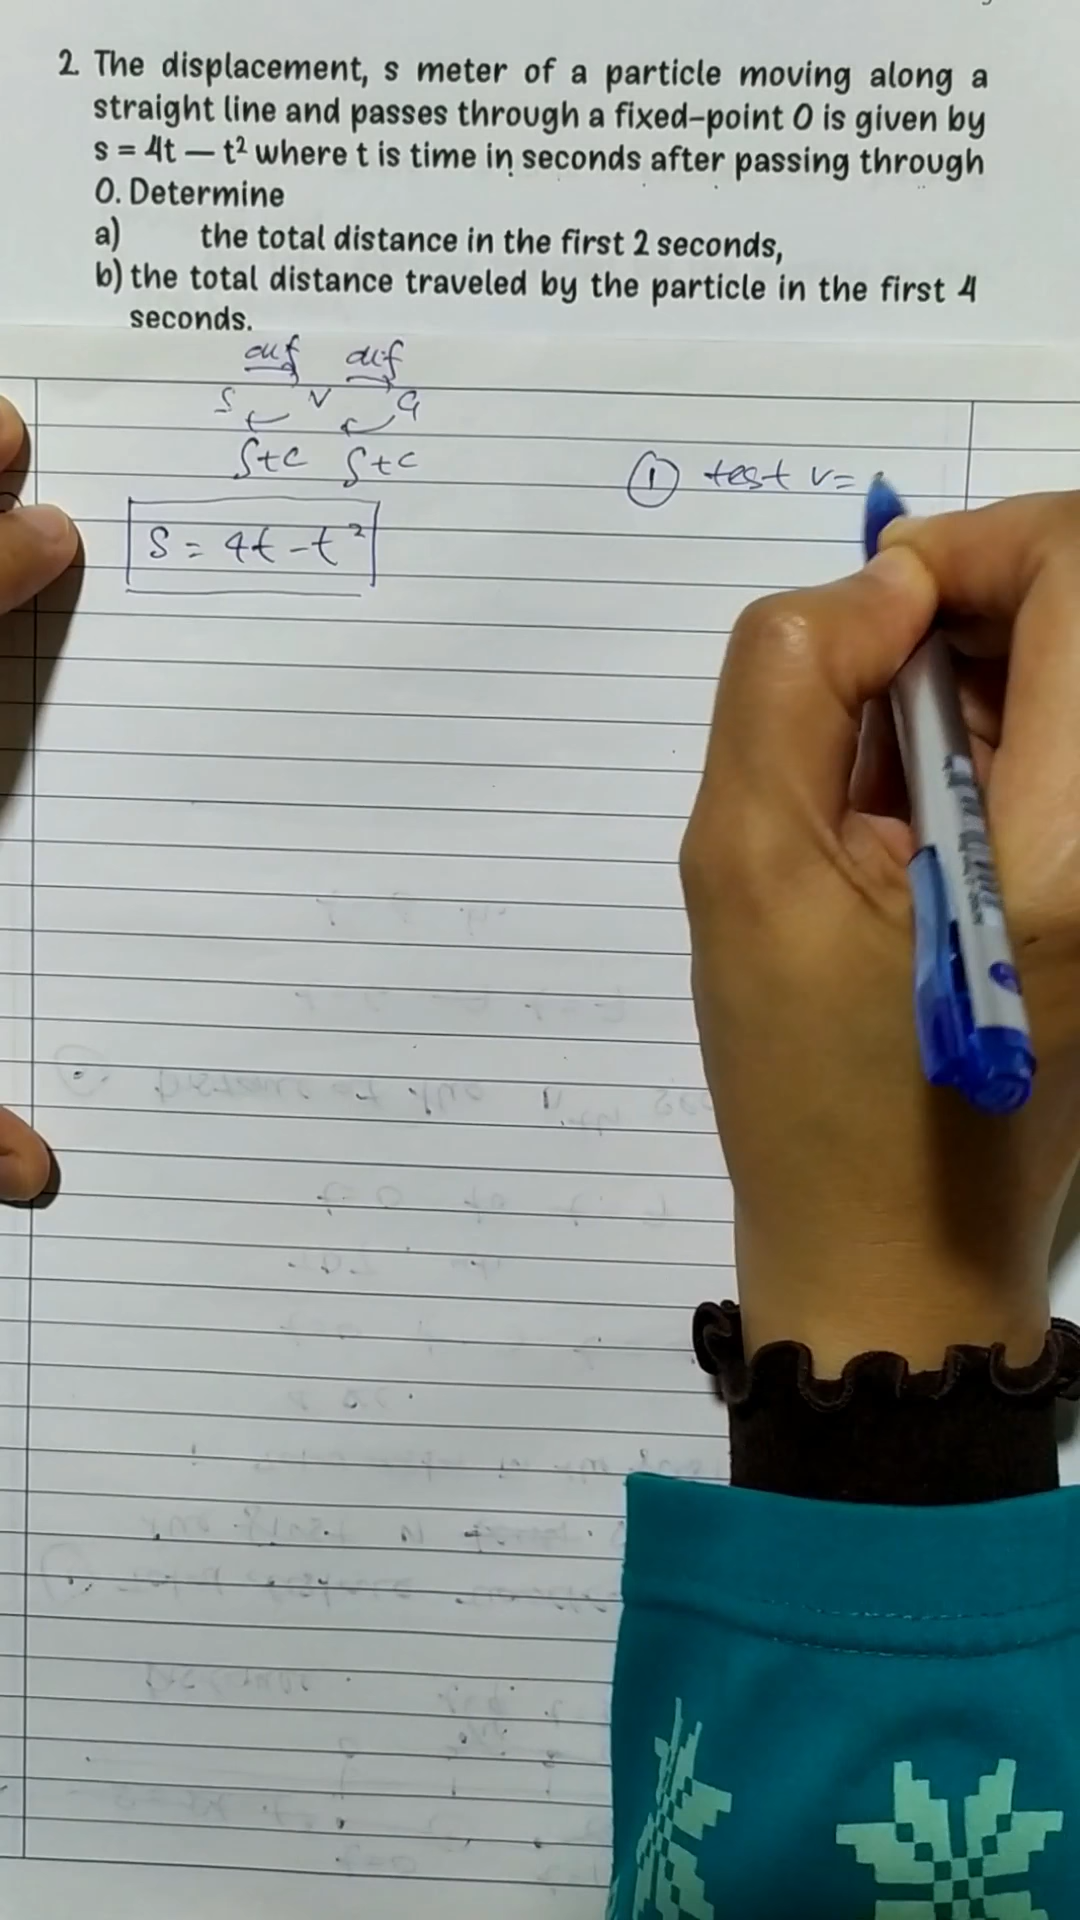 2. The displacement, s meter of a particle moving along a
straight line and passes through a fixed-point O is given by
s = 4t — t² where t is time in seconds after passing through
O. Determine
a) the total distance in the first 2 seconds,
b) the total distance traveled by the particle in the first 4
seconds.
dif dif
s v a
∫+c ∫+c
① test v=
s = 4t - t²